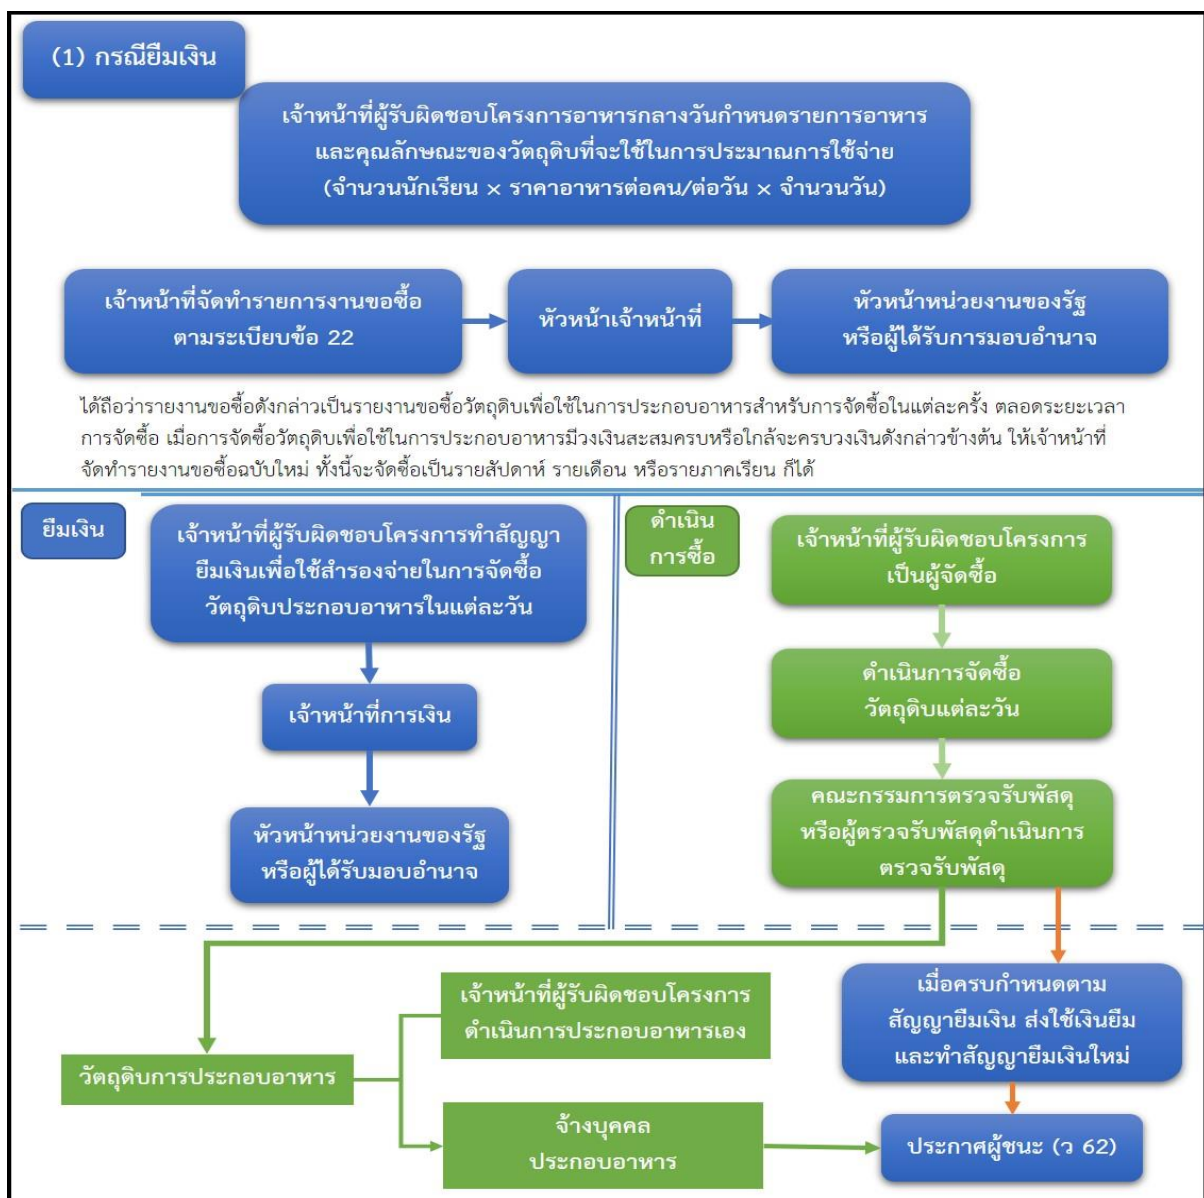 (1) กรณียืมเงิน
เจ้าหน้าที่ผู้รับผิดชอบโครงการอาหารกลางวันกำหนดรายการอาหาร
และคุณลักษณะของวัตถุดิบที่จะใช้ในการประมาณการใช้จ่าย
(จำนวนนักเรียน × ราคาอาหารต่อคน/ต่อวัน × จำนวนวัน)
เจ้าหน้าที่จัดทำรายการงานขอซื้อ
ตามระเบียบข้อ 22
หัวหน้าเจ้าหน้าที่
หัวหน้าหน่วยงานของรัฐ
หรือผู้ได้รับการมอบอำนาจ
ได้ถือว่ารายงานขอซื้อดังกล่าวเป็นรายงานขอซื้อวัตถุดิบเพื่อใช้ในการประกอบอาหารสำหรับการจัดซื้อในแต่ละครั้ง ตลอดระยะเวลา
การจัดซื้อ เมื่อการจัดซื้อวัตถุดิบเพื่อใช้ในการประกอบอาหารมีวงเงินสะสมครบหรือใกล้จะครบวงเงินดังกล่าวข้างต้น ให้เจ้าหน้าที่
จัดทำรายงานขอซื้อฉบับใหม่ ทั้งนี้จะจัดซื้อเป็นรายสัปดาห์ รายเดือน หรือรายภาคเรียน ก็ได้
ยืมเงิน
เจ้าหน้าที่ผู้รับผิดชอบโครงการทำสัญญา
ยืมเงินเพื่อใช้สำรองจ่ายในการจัดซื้อ
วัตถุดิบประกอบอาหารในแต่ละวัน
เจ้าหน้าที่การเงิน
หัวหน้าหน่วยงานของรัฐ
หรือผู้ได้รับมอบอำนาจ
ดำเนิน
การซื้อ
เจ้าหน้าที่ผู้รับผิดชอบโครงการ
เป็นผู้จัดซื้อ
ดำเนินการจัดซื้อ
วัตถุดิบแต่ละวัน
คณะกรรมการตรวจรับพัสดุ
หรือผู้ตรวจรับพัสดุดำเนินการ
ตรวจรับพัสดุ
วัตถุดิบการประกอบอาหาร
เจ้าหน้าที่ผู้รับผิดชอบโครงการ
ดำเนินการประกอบอาหารเอง
จ้างบุคคล
ประกอบอาหาร
เมื่อครบกำหนดตาม
สัญญายืมเงิน ส่งใช้เงินยืม
และทำสัญญายืมเงินใหม่
ประกาศผู้ชนะ (ว 62)